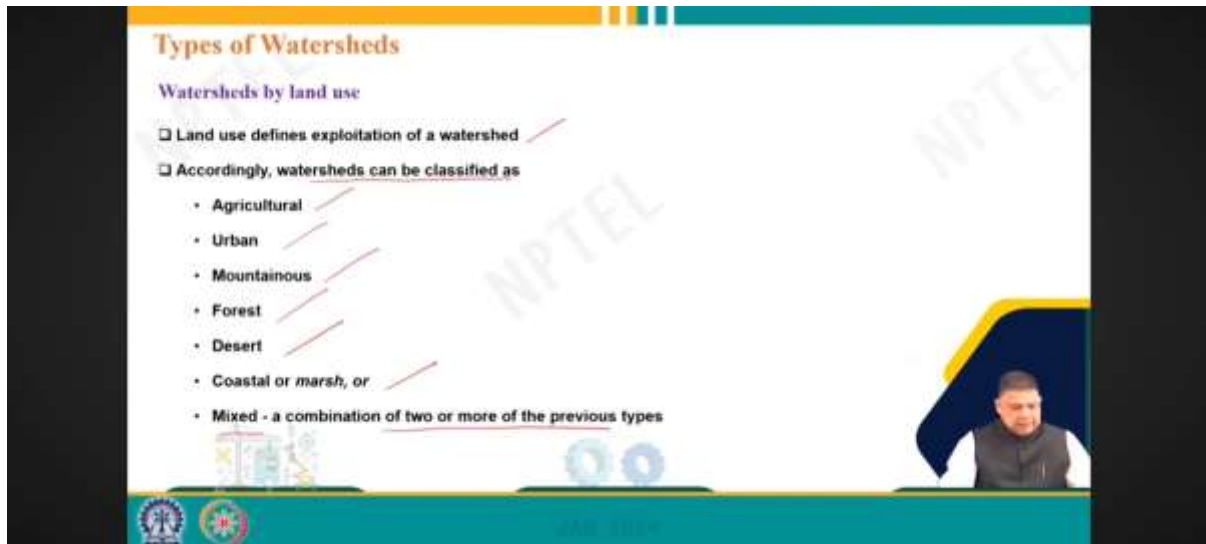 Types of Watersheds
Watersheds by land use
❑ Land use defines exploitation of a watershed
❑ Accordingly, watersheds can be classified as
• Agricultural
• Urban
• Mountainous
• Forest
• Desert
• Coastal or marsh, or
• Mixed - a combination of two or more of the previous types
NPTEL
NPTEL
NPTEL